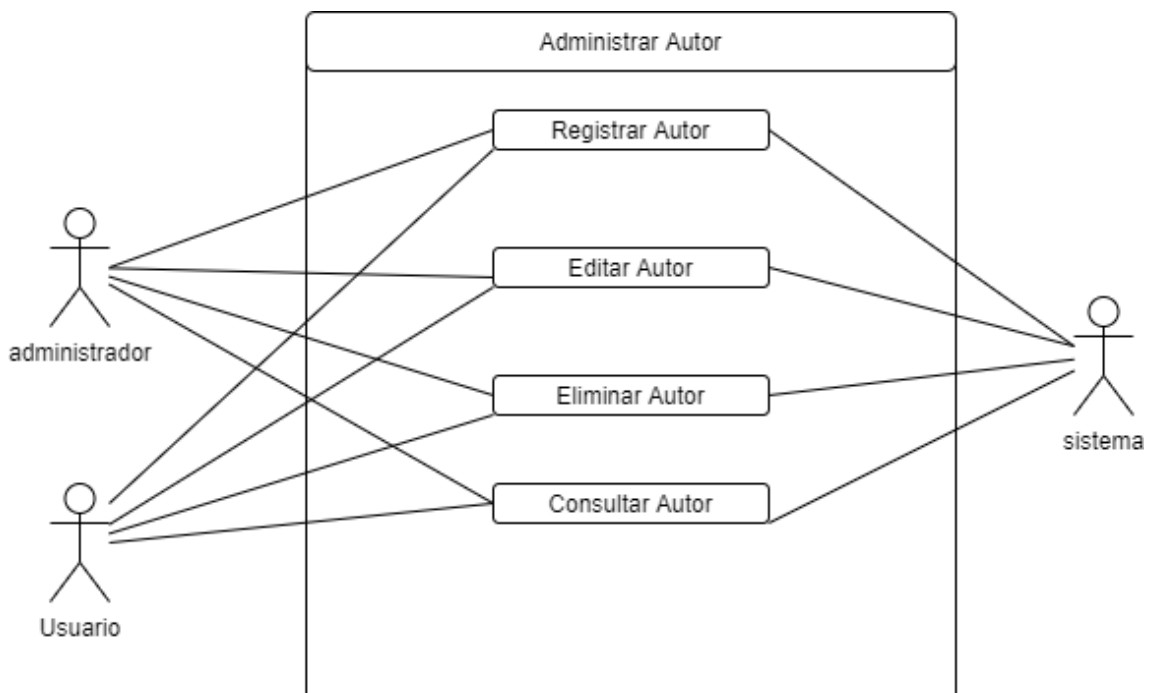 Administrar Autor
Registrar Autor
Editar Autor
administrador
Eliminar Autor
sistema
Consultar Autor
Usuario